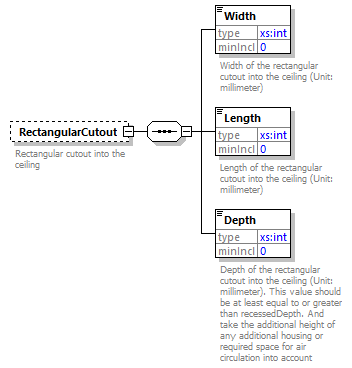 Width
type xs:int
minIncl 0
Width of the rectangular
cutout into the ceiling (Unit:
millimeter)
RectangularCutout
Rectangular cutout into the
ceiling
Length
type xs:int
minIncl 0
Length of the rectangular
cutout into the ceiling (Unit:
millimeter)
Depth
type xs:int
minIncl 0
Depth of the rectangular
cutout into the ceiling (Unit:
millimeter). This value should
be at least equal to or greater
than recessedDepth. And
take the additional height of
any additional housing or
required space for air
circulation into account